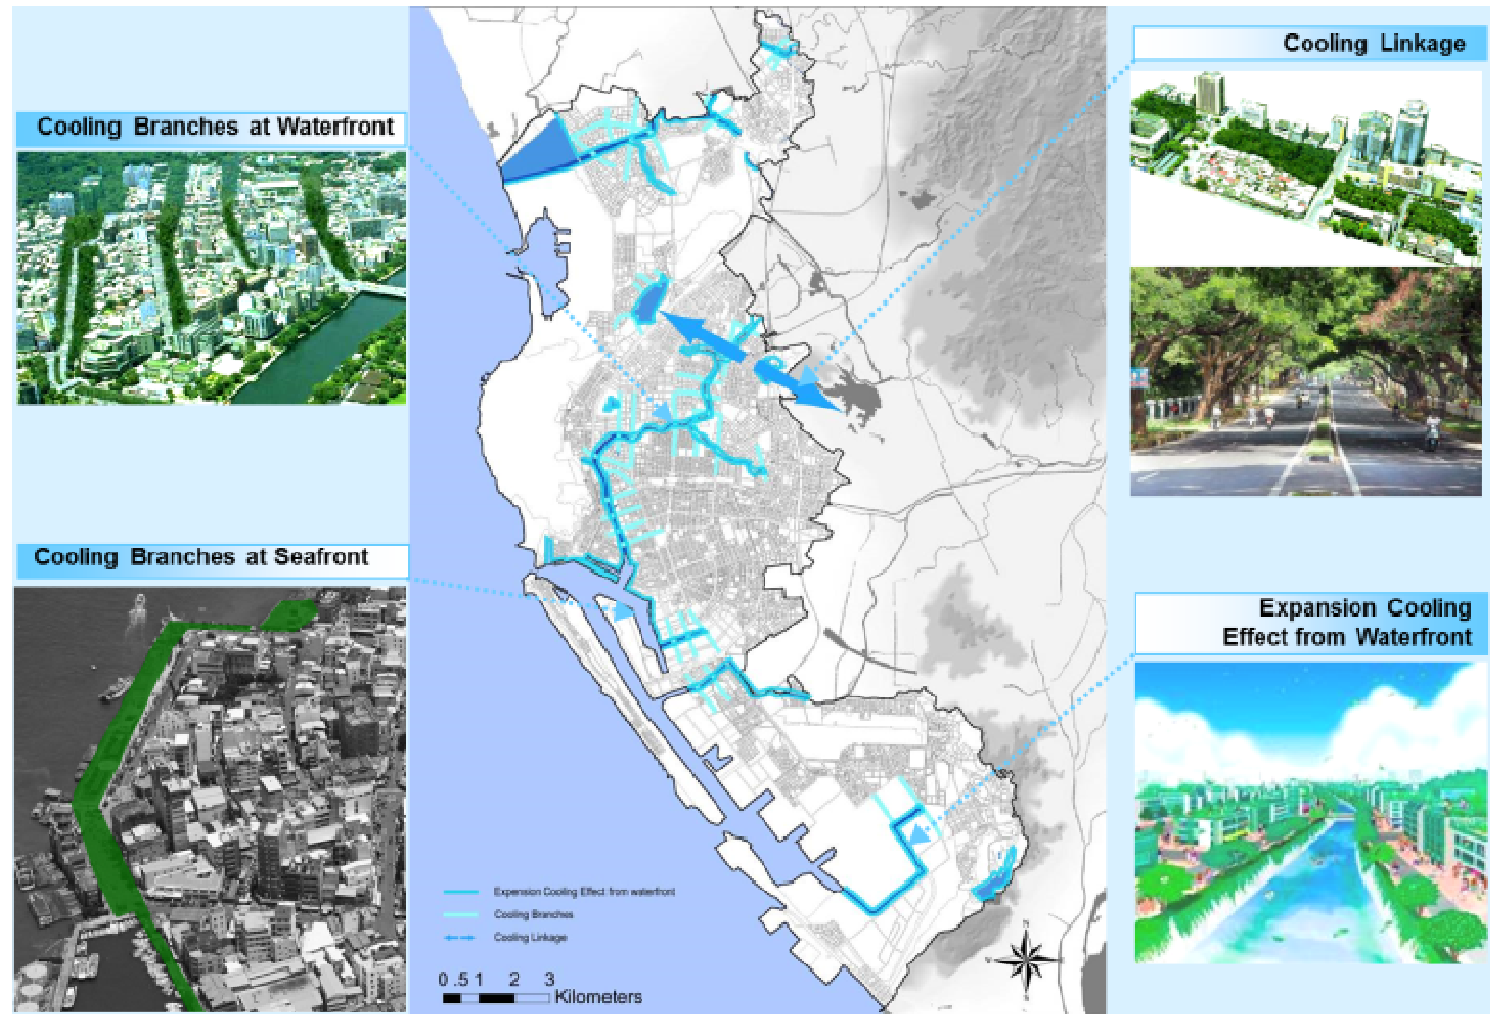 Cooling Linkage
Cooling Branches at Waterfront
Cooling Branches at Seafront
Expansion Cooling
Effect from Waterfront
Expension Cooling Effect from waterfront
Cooling Branches
Cooling Linkage
0 .5 1 2 3
Kilometers
N
S